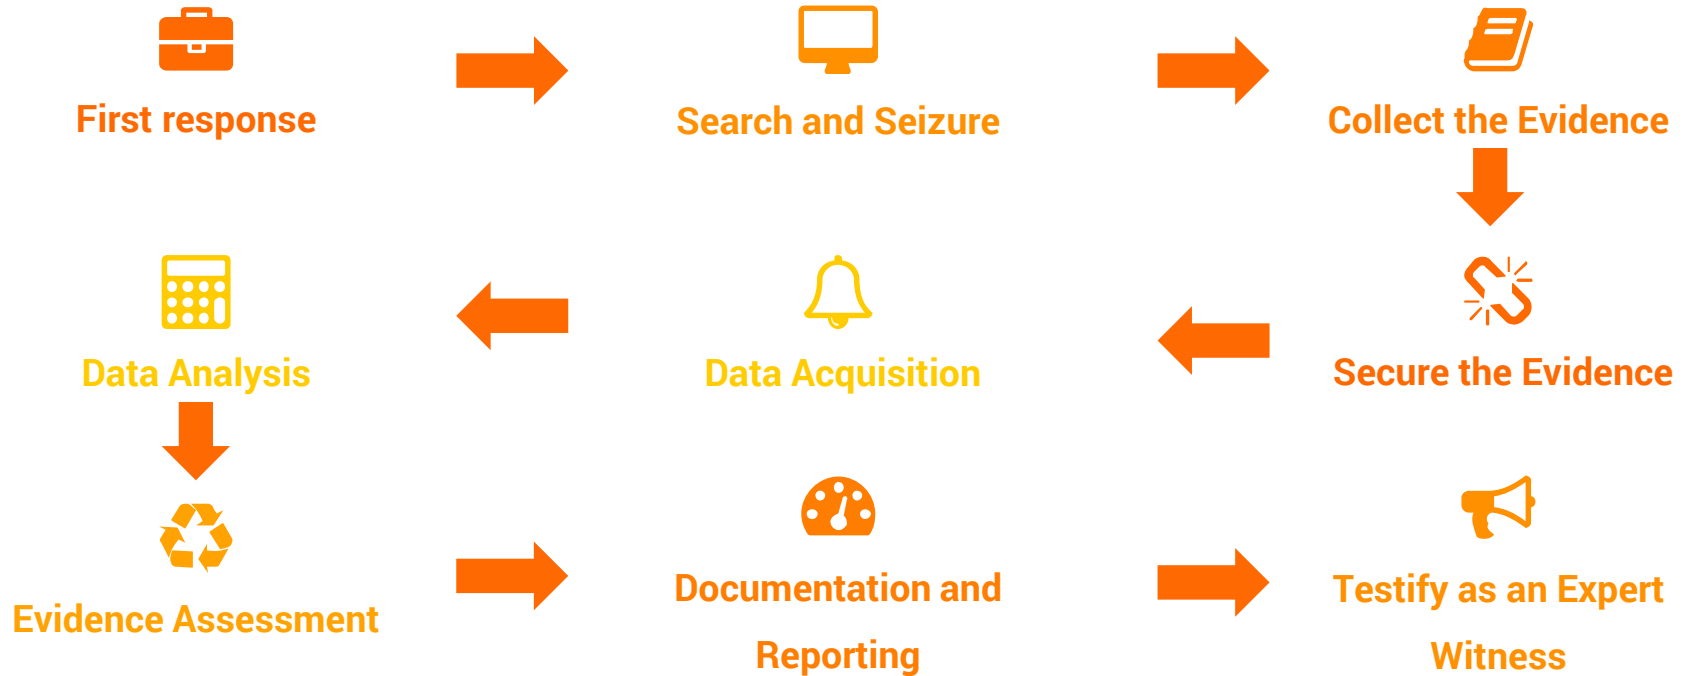 First response
Search and Seizure
Collect the Evidence
Secure the Evidence
Data Acquisition
Data Analysis
Evidence Assessment
Documentation and
Reporting
Testify as an Expert
Witness